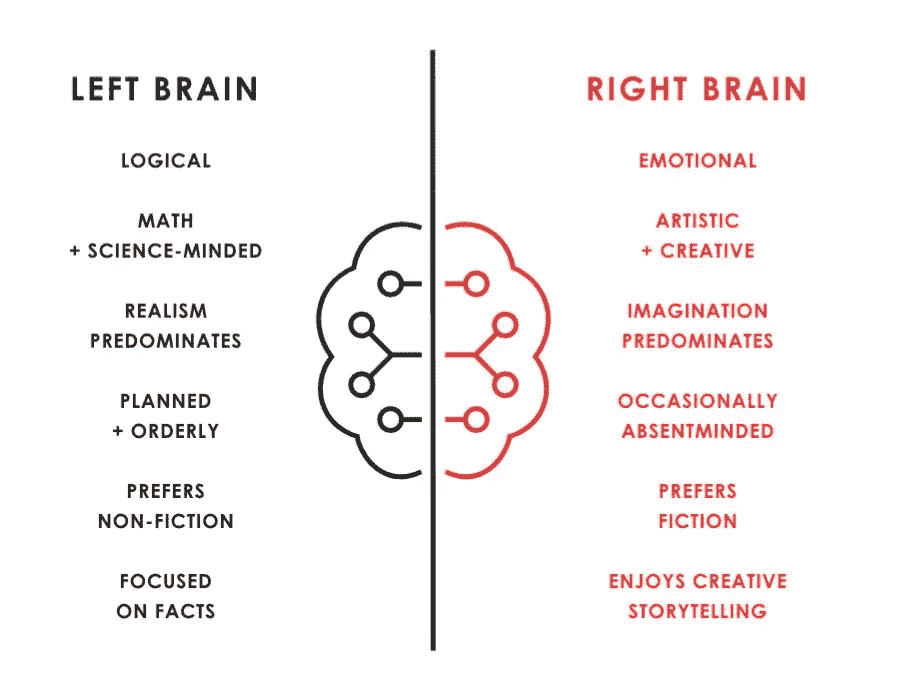 LEFT BRAIN
LOGICAL
MATH
+ SCIENCE-MINDED
REALISM
PREDOMINATES
PLANNED
+ ORDERLY
PREFERS
NON-FICTION
FOCUSED
ON FACTS
RIGHT BRAIN
EMOTIONAL
ARTISTIC
+ CREATIVE
IMAGINATION
PREDOMINATES
OCCASIONALLY
ABSENTMINDED
PREFERS
FICTION
ENJOYS CREATIVE
STORYTELLING